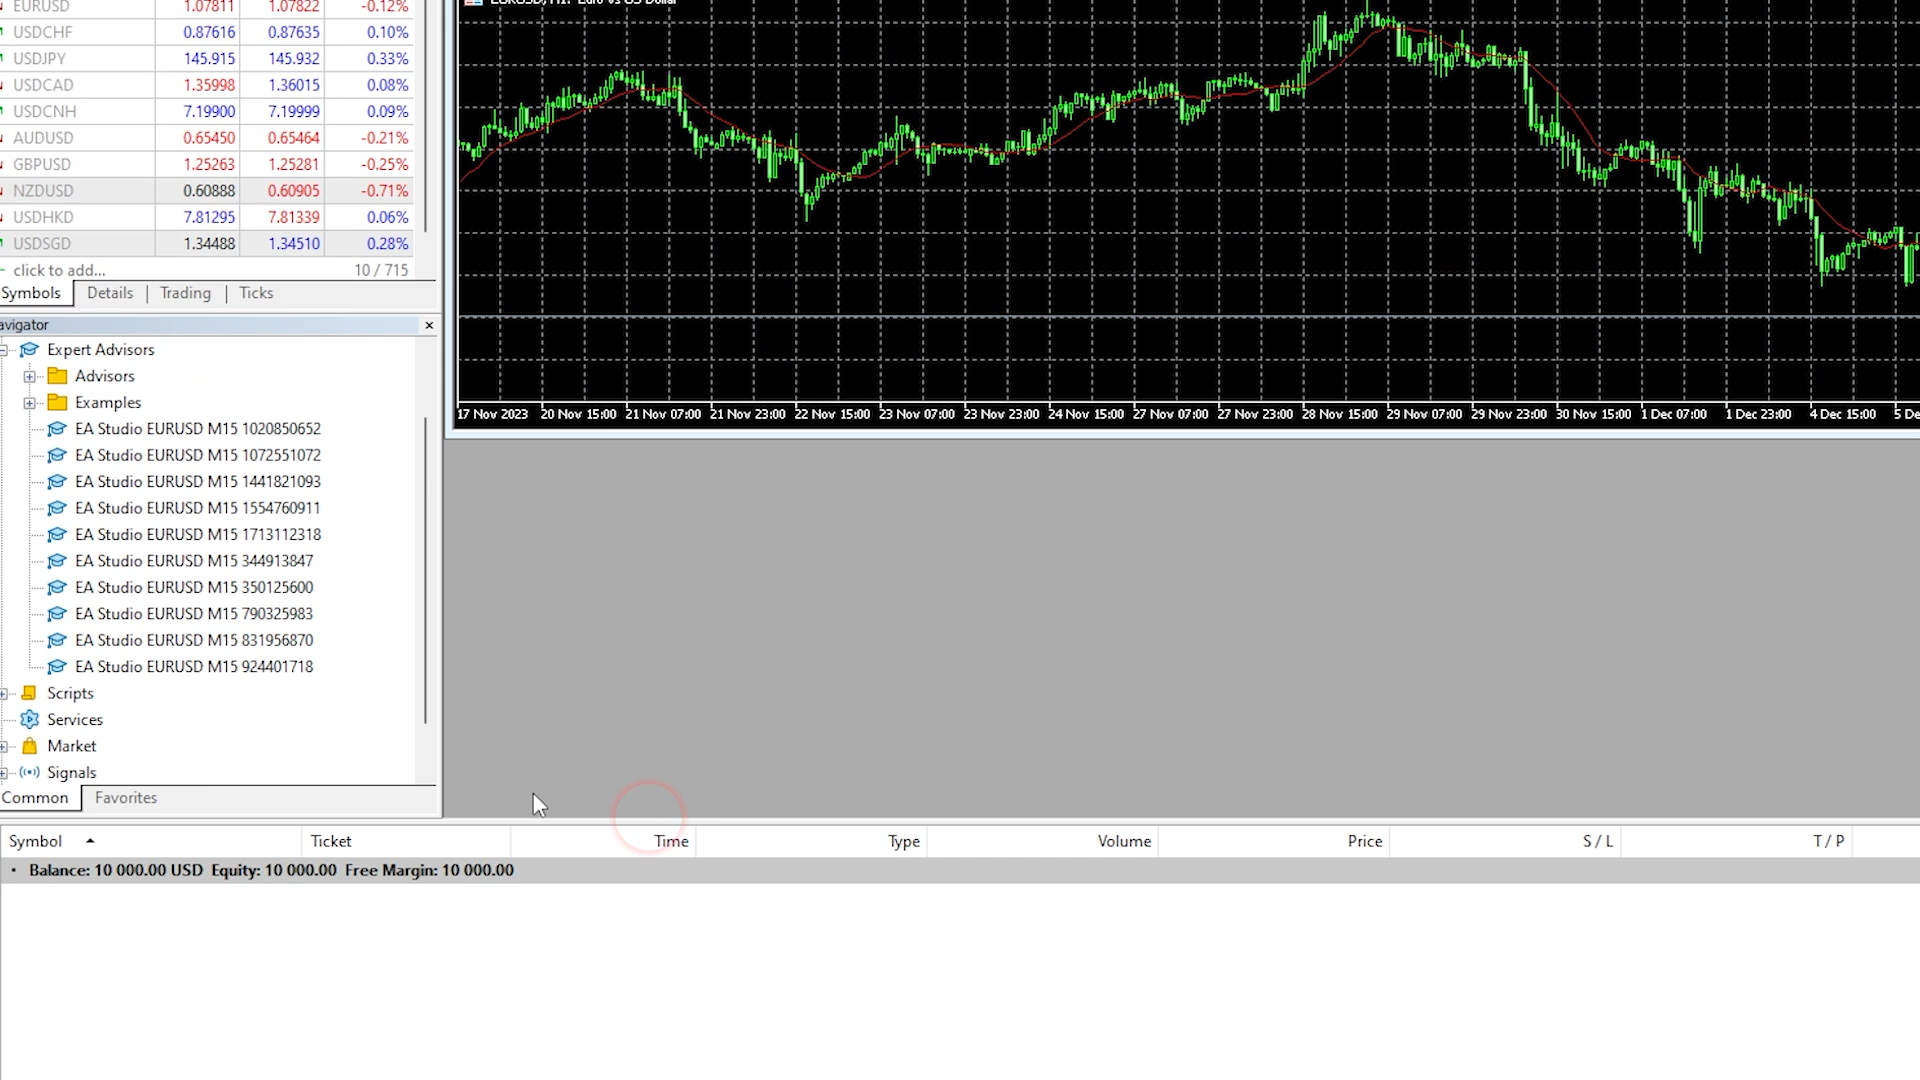 EURUSD 1.07811 1.07822 -0.12%
USDCHF 0.87616 0.87635 0.10%
USDJPY 145.915 145.932 0.33%
USDCAD 1.35998 1.36015 0.08%
USDCNH 7.19900 7.19999 0.09%
AUDUSD 0.65450 0.65464 -0.21%
GBPUSD 1.25263 1.25281 -0.25%
NZDUSD 0.60888 0.60905 -0.71%
USDHKD 7.81295 7.81339 0.06%
USDSGD 1.34488 1.34510 0.28%
click to add... 10 / 715
Symbols Details Trading Ticks
avigator
Expert Advisors
Advisors
Examples
EA Studio EURUSD M15 1020850652
EA Studio EURUSD M15 1072551072
EA Studio EURUSD M15 1441821093
EA Studio EURUSD M15 1554760911
EA Studio EURUSD M15 1713112318
EA Studio EURUSD M15 344913847
EA Studio EURUSD M15 350125600
EA Studio EURUSD M15 790325983
EA Studio EURUSD M15 831956870
EA Studio EURUSD M15 924401718
Scripts
Services
Market
Signals
Common Favorites
EURUSD, H1: Euro vs US Dollar
17 Nov 2023 20 Nov 15:00 21 Nov 07:00 21 Nov 23:00 22 Nov 15:00 23 Nov 07:00 23 Nov 23:00 24 Nov 15:00 27 Nov 07:00 27 Nov 23:00 28 Nov 15:00 29 Nov 07:00 29 Nov 23:00 30 Nov 15:00 1 Dec 07:00 1 Dec 23:00 4 Dec 15:00 5 De
Symbol Ticket Time Type Volume Price S / L T / P
Balance: 10 000.00 USD Equity: 10 000.00 Free Margin: 10 000.00